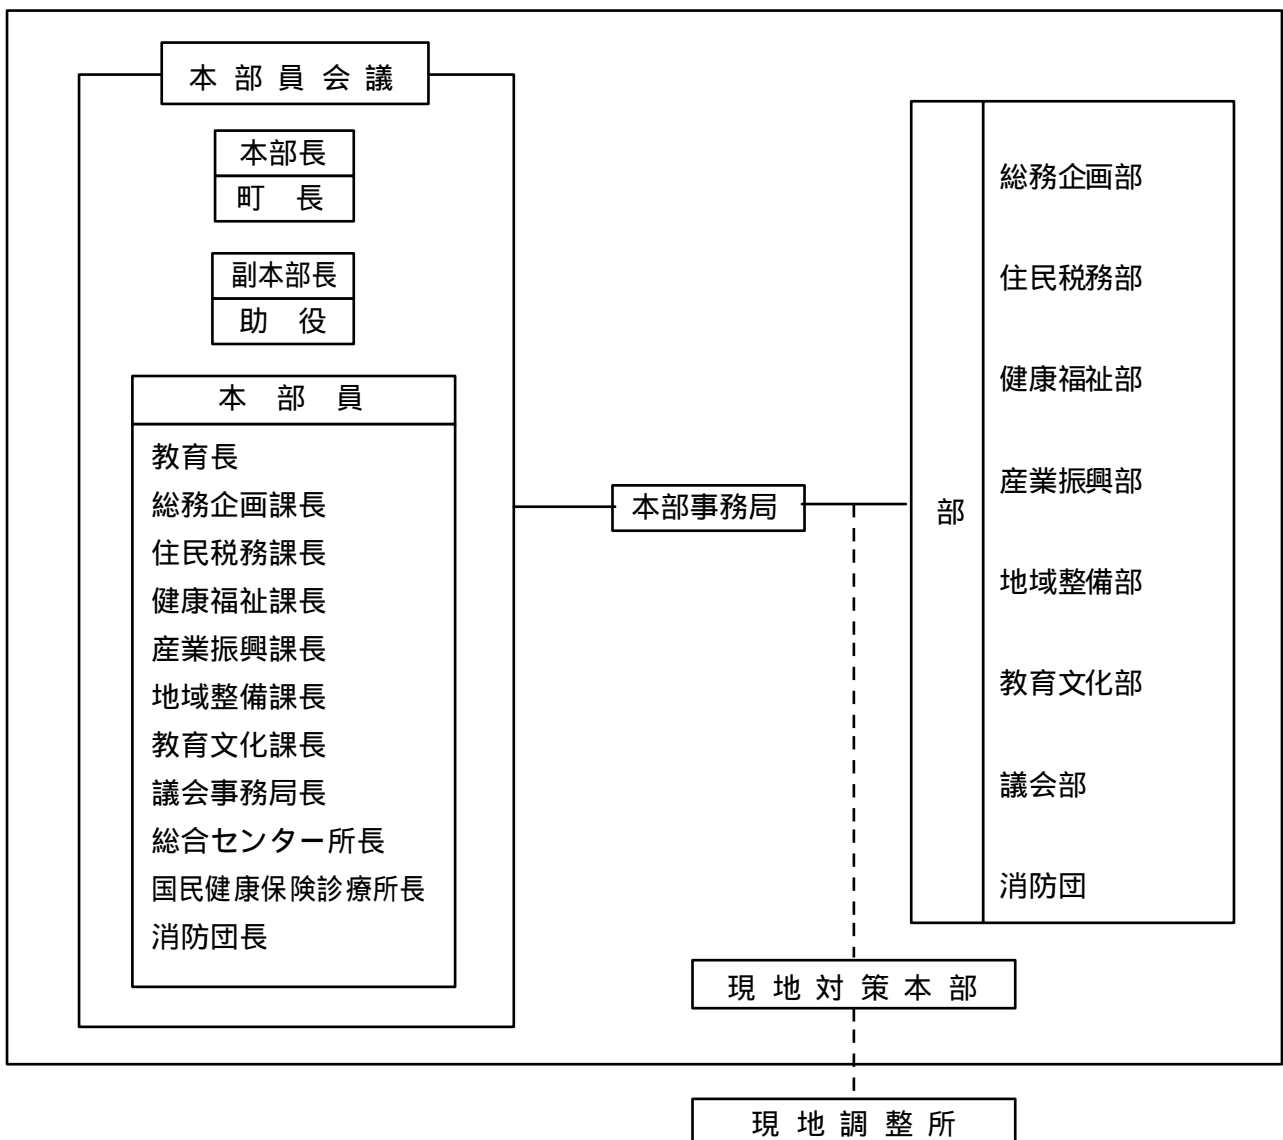 本部員会議
本部長
町長
副本部長
助役
本部員
教育長
総務企画課長
住民税務課長
健康福祉課長
産業振興課長
地域整備課長
教育文化課長
議会事務局長
総合センター所長
国民健康保険診療所長
消防団長
本部事務局
部
総務企画部
住民税務部
健康福祉部
産業振興部
地域整備部
教育文化部
議会部
消防団
現地対策本部
現地調整所